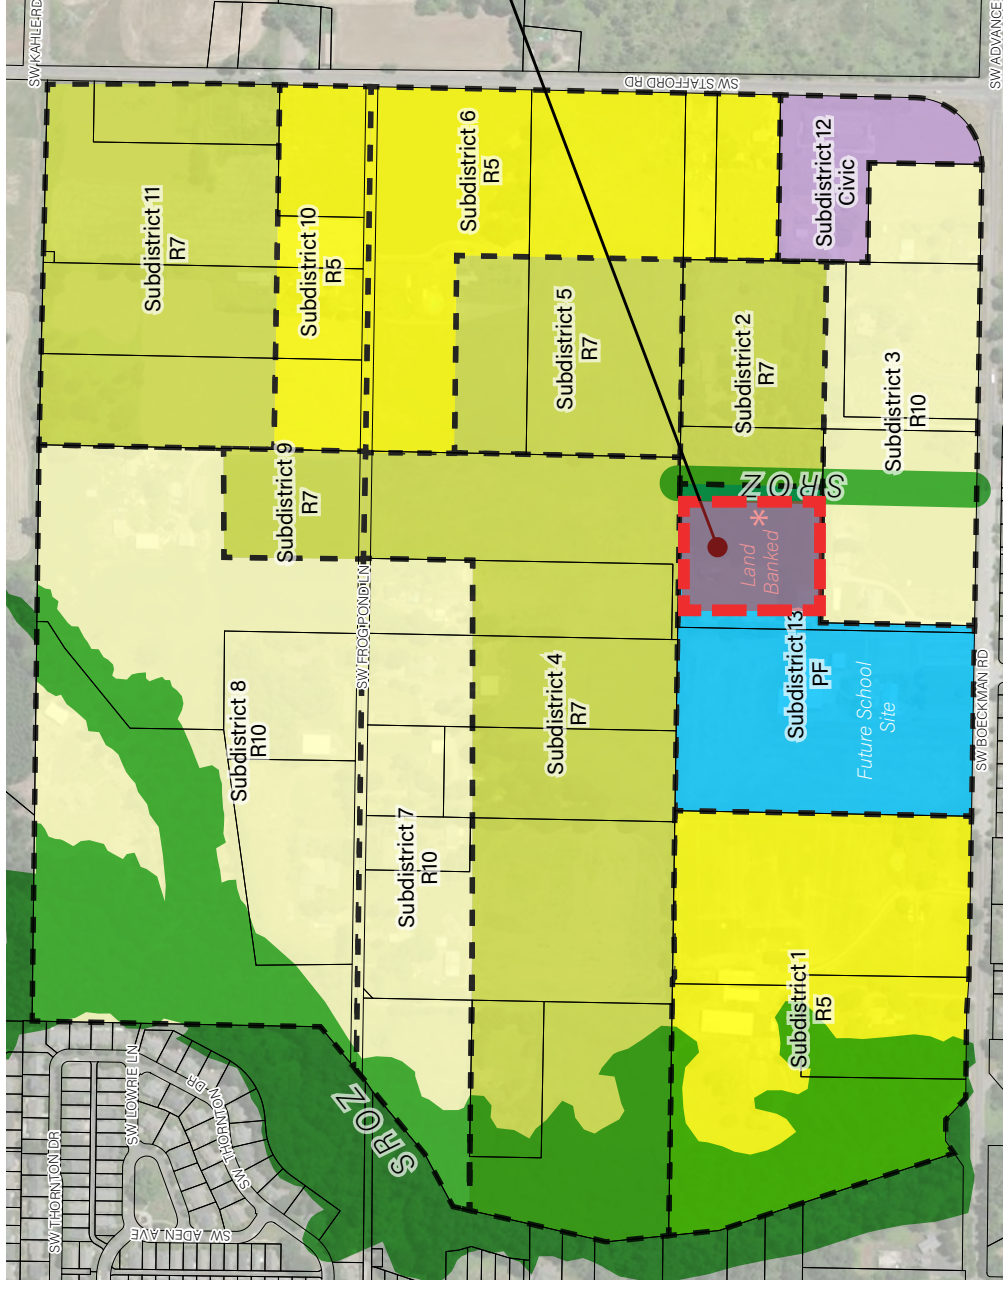 SW KAHLE RD
SW STAFFORD RD
SW ADVANCE
Subdistrict 11
R7
Subdistrict 10
R5
Subdistrict 6
R5
Subdistrict 12
Civic
Subdistrict 5
R7
Subdistrict 2
R7
Subdistrict 3
R10
Subdistrict 9
R7
SROZ
Land
Banked
*
SW FROG POND LN
Subdistrict 8
R10
Subdistrict 4
R7
Subdistrict 13
PF
Future School
Site
SW BOECKMAN RD
Subdistrict 7
R10
Subdistrict 1
R5
SROZ
SW LOWRIE LN
SW THORNTON DR
SW THORNTON DR
SW ADEN AVE